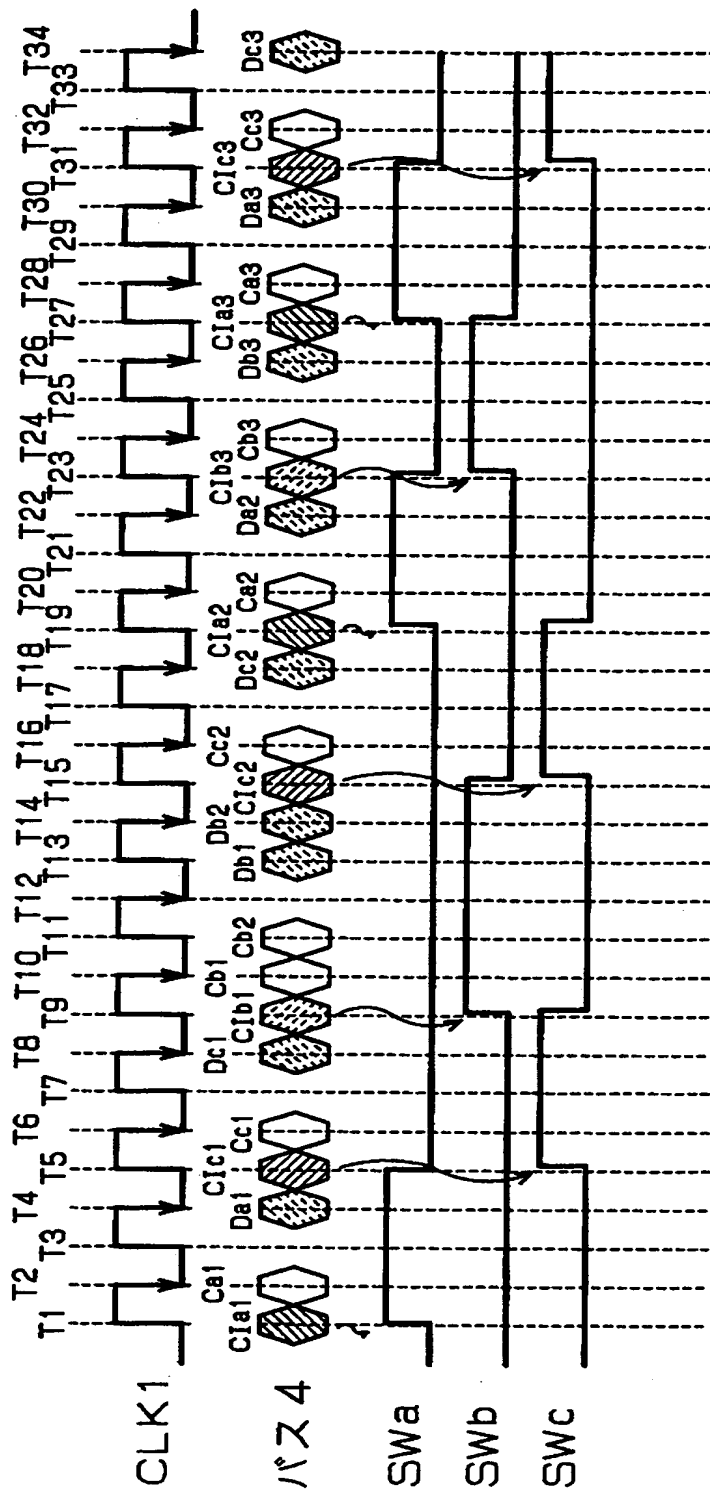 CLK1
T1 T2 T3 T4 T5 T6 T7 T8 T9 T10 T11 T12 T13 T14 T15 T16 T17 T18 T19 T20 T21 T22 T23 T24 T25 T26 T27 T28 T29 T30 T31 T32 T33 T34
バス4
CIa1 Ca1 Da1 CIc1 Cc1 Dc1 CIb1 Cb1 Cb2 Db1 Db2 CIc2 Cc2 Dc2 CIa2 Ca2 Da2 CIb3 Cb3 Db3 CIa3 Ca3 Da3 CIc3 Cc3 Dc3
SWa
SWb
SWc